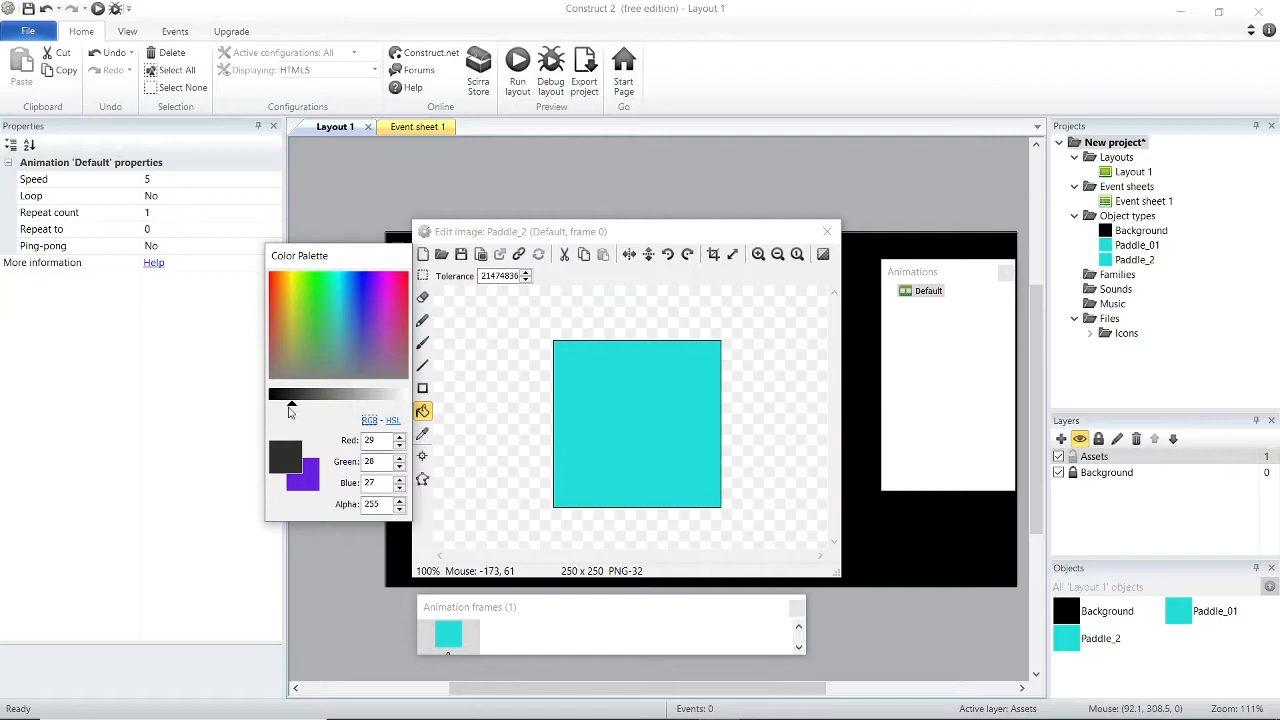 Construct 2 (free edition) - Layout 1
File
Home
View
Events
Upgrade
Paste
Cut
Copy
Clipboard
Undo
Redo
Undo
Delete
Select All
Select None
Selection
Active configurations: All
Displaying: HTML5
Configurations
Construct.net
Forums
Help
Scirra
Store
Online
Run
layout
Debug
layout
Export
project
Preview
Start
Page
Go
Properties
Animation 'Default' properties
Speed 5
Loop No
Repeat count 1
Repeat to 0
Ping-pong No
More information Help
Layout 1
Event sheet 1
Color Palette
RGB - HSL
Red: 29
Green: 28
Blue: 27
Alpha: 255
Edit image: Paddle_2 (Default, frame 0)
Tolerance 21474836
100% Mouse: -173, 61 250 x 250 PNG-32
Animations
Default
Animation frames (1)
Projects
New project*
Layouts
Layout 1
Event sheets
Event sheet 1
Object types
Background
Paddle_01
Paddle_2
Families
Sounds
Music
Files
Icons
Layers
Assets 1
Background 0
Objects
All 'Layout 1' objects
Background
Paddle_01
Paddle_2
Ready
Events: 0
Active layer: Assets
Mouse: (92.1, 308.5, 0)
Zoom: 111%